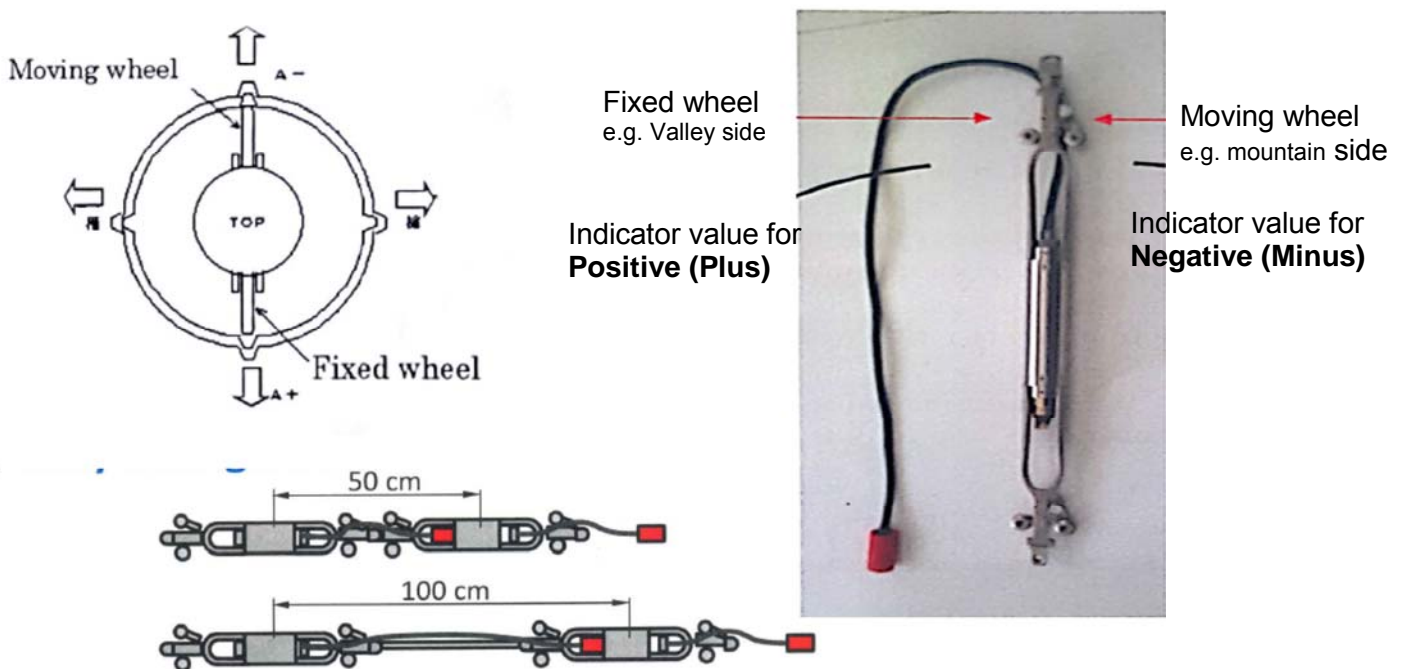 Moving wheel
A−
TOP
Fixed wheel
A+
Fixed wheel
e.g. Valley side
Moving wheel
e.g. mountain side
Indicator value for
Positive (Plus)
Indicator value for
Negative (Minus)
50 cm
100 cm